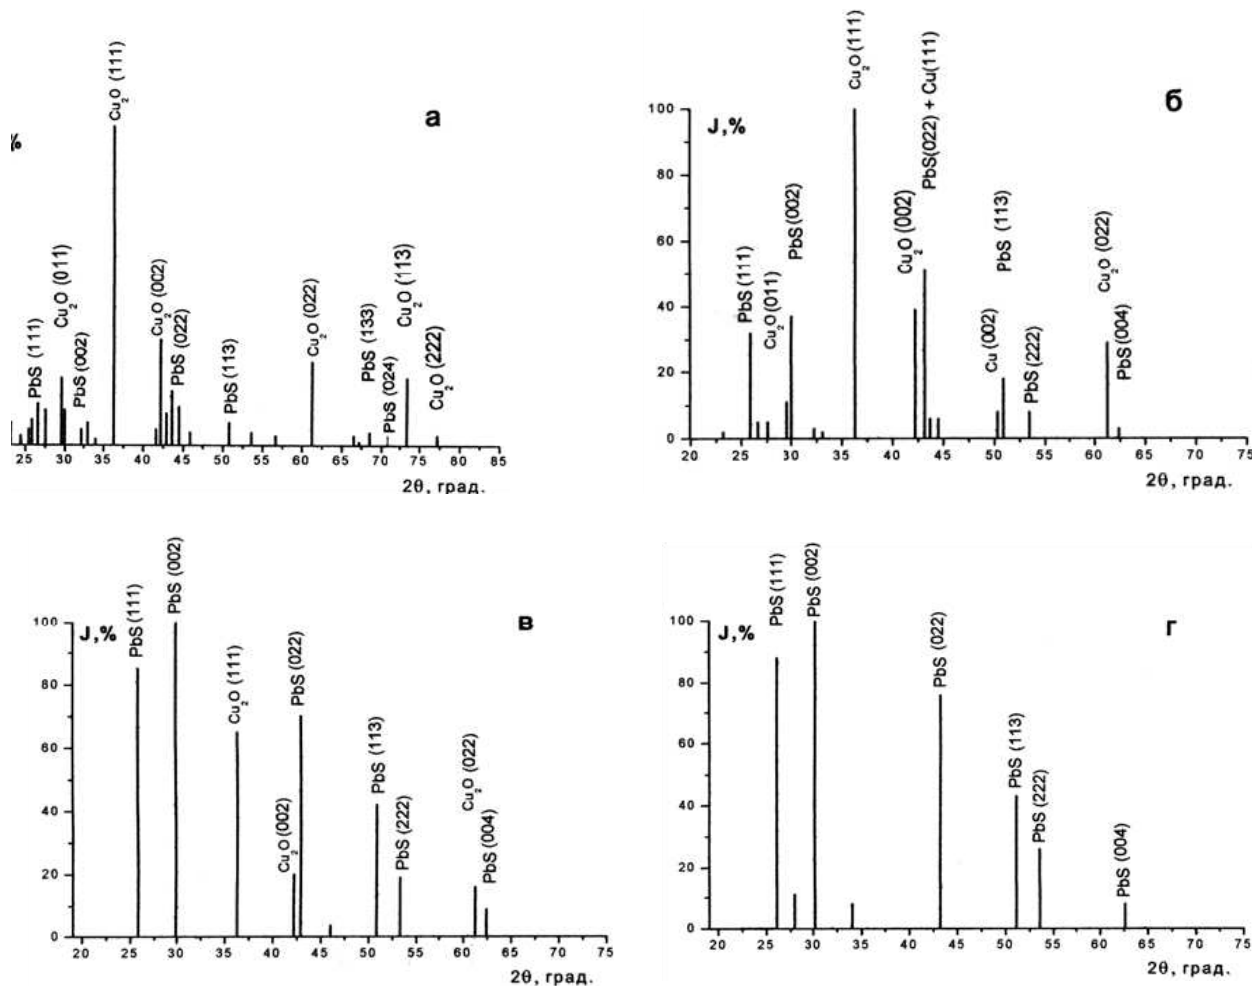 а
%
PbS (111)
Cu₂O (011)
PbS (002)
Cu₂O (111)
Cu₂O (002)
PbS (022)
PbS (113)
Cu₂O (022)
PbS (133)
PbS (024)
Cu₂O (113)
Cu₂O (222)
25 30 35 40 45 50 55 60 65 70 75 80 85
2θ, град.
б
J,%
100
80
60
40
20
0
PbS (111)
Cu₂O (011)
PbS (002)
Cu₂O (111)
Cu₂O (002)
PbS(022) + Cu(111)
Cu (002)
PbS (113)
PbS (222)
Cu₂O (022)
PbS (004)
20 25 30 35 40 45 50 55 60 65 70 75
2θ, град.
в
J,%
100
80
60
40
20
0
PbS (111)
PbS (002)
Cu₂O (111)
Cu₂O (002)
PbS (022)
PbS (113)
PbS (222)
Cu₂O (022)
PbS (004)
20 25 30 35 40 45 50 55 60 65 70 75
2θ, град.
г
J,%
100
80
60
40
20
0
PbS (111)
PbS (002)
PbS (022)
PbS (113)
PbS (222)
PbS (004)
20 25 30 35 40 45 50 55 60 65 70 75
2θ, град.